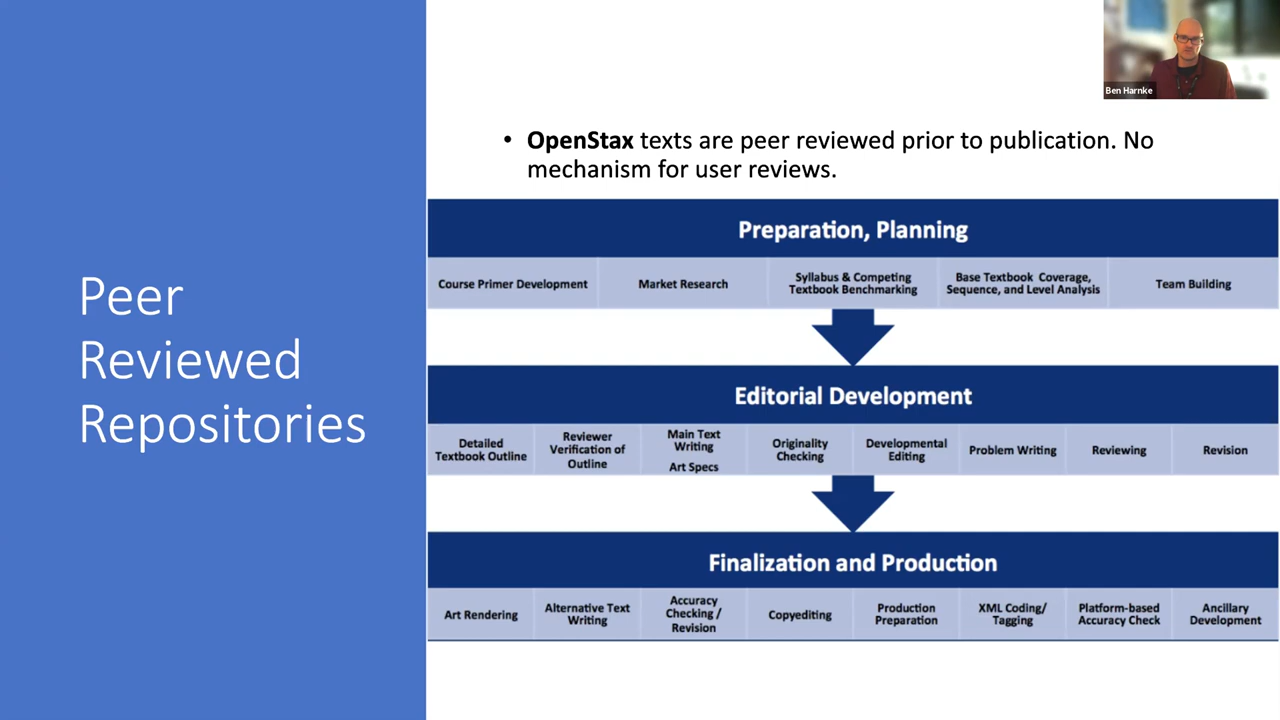 Ben Harnke
• OpenStax texts are peer reviewed prior to publication. No
mechanism for user reviews.
Peer
Reviewed
Repositories
Preparation, Planning
Course Primer Development
Market Research
Syllabus & Competing
Textbook Benchmarking
Base Textbook Coverage,
Sequence, and Level Analysis
Team Building
Editorial Development
Detailed
Textbook Outline
Reviewer
Verification of
Outline
Main Text
Writing
Art Specs
Originality
Checking
Developmental
Editing
Problem Writing
Reviewing
Revision
Finalization and Production
Art Rendering
Alternative Text
Writing
Accuracy
Checking /
Revision
Copyediting
Production
Preparation
XML Coding/
Tagging
Platform-based
Accuracy Check
Ancillary
Development